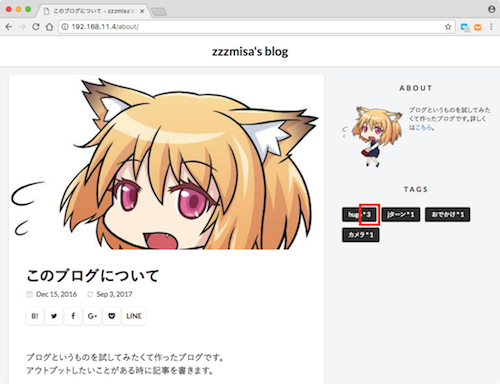 このブログについて - zzzmisa's b
192.168.11.4/about/
zzzmisa's blog
このブログについて
Dec 15, 2016 Sep 3, 2017
B! G+ LINE
ブログというものを試してみたくて作ったブログです。
アウトプットしたいことがある時に記事を書きます。
ABOUT
ブログというものを試してみた
くて作ったブログです。詳しく
はこちら。
TAGS
hugo * 3 jターン * 1 おでかけ * 1
カメラ * 1